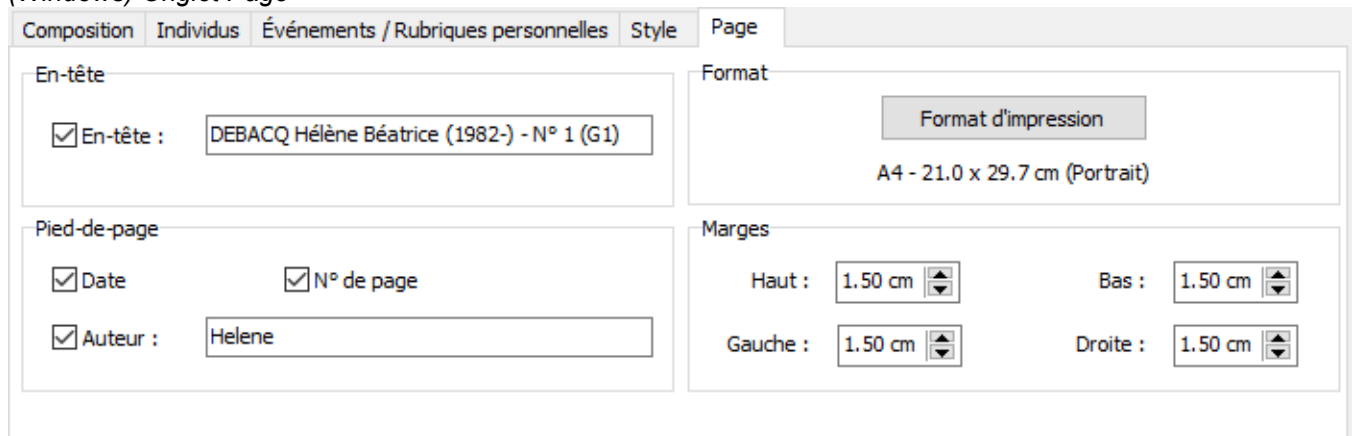 (Windows) Onglet Page
Composition Individus Événements / Rubriques personnelles Style Page
En-tête
En-tête : DEBACQ Hélène Béatrice (1982-) - N° 1 (G1)
Format
Format d'impression
A4 - 21.0 x 29.7 cm (Portrait)
Pied-de-page
Date N° de page
Auteur : Helene
Marges
Haut : 1.50 cm Bas : 1.50 cm
Gauche : 1.50 cm Droite : 1.50 cm